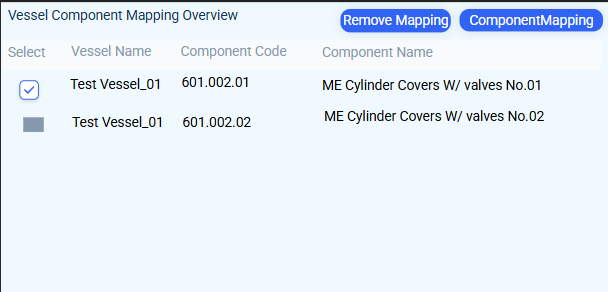 Vessel Component Mapping Overview
Remove Mapping
ComponentMapping
Select Vessel Name Component Code Component Name
Test Vessel_01 601.002.01 ME Cylinder Covers W/ valves No.01
Test Vessel_01 601.002.02 ME Cylinder Covers W/ valves No.02